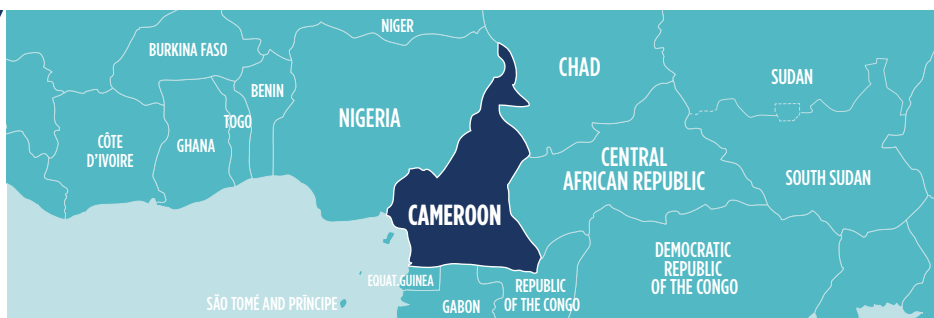 NIGER
BURKINA FASO
CHAD
SUDAN
BENIN
NIGERIA
TOGO
CÔTE
D'IVOIRE
GHANA
CENTRAL
AFRICAN REPUBLIC
SOUTH SUDAN
CAMEROON
DEMOCRATIC
REPUBLIC
OF THE CONGO
EQUAT.GUINEA
REPUBLIC
OF THE CONGO
GABON
SÃO TOMÉ AND PRĪNCIPE